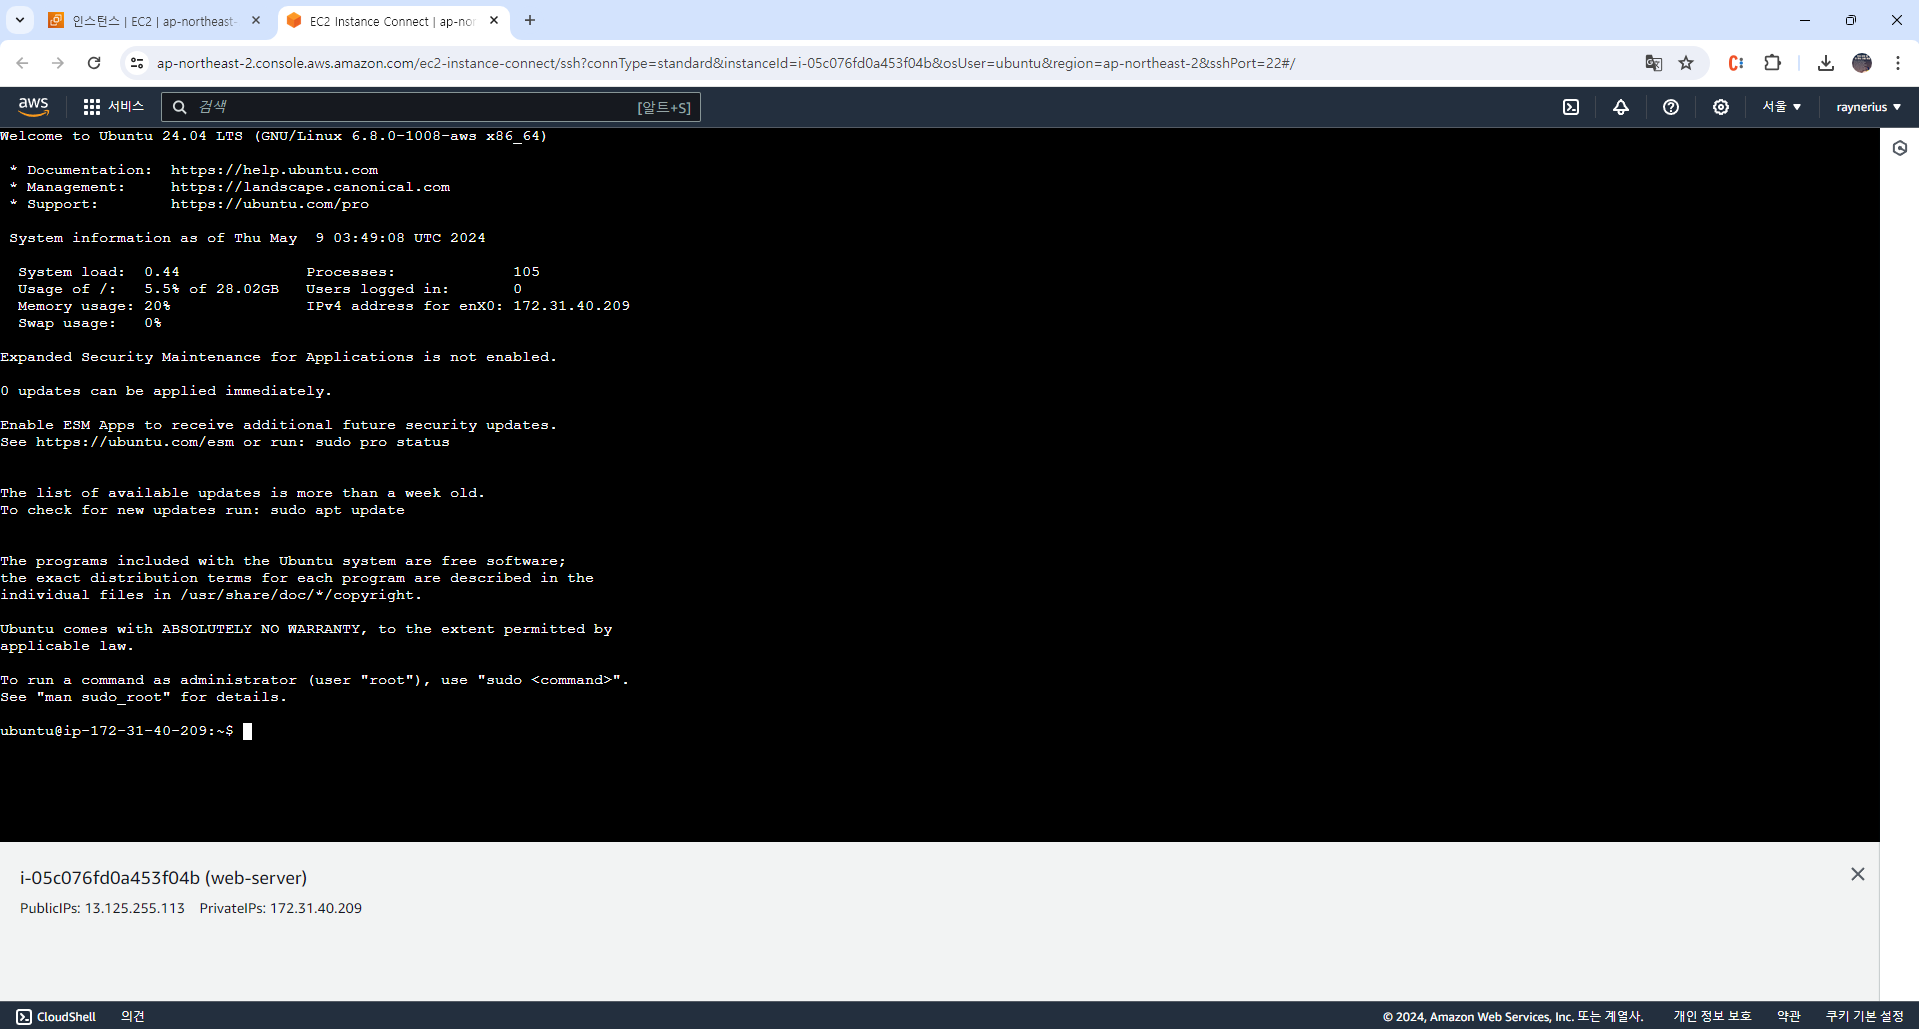 인스턴스 | EC2 | ap-northeast-
EC2 Instance Connect | ap-nor
ap-northeast-2.console.aws.amazon.com/ec2-instance-connect/ssh?connType=standard&instanceId=i-05c076fd0a453f04b&osUser=ubuntu&region=ap-northeast-2&sshPort=22#/
aws
서비스
검색
[알트+S]
서울
raynerius
Welcome to Ubuntu 24.04 LTS (GNU/Linux 6.8.0-1008-aws x86_64)
* Documentation:  https://help.ubuntu.com
* Management:     https://landscape.canonical.com
* Support:        https://ubuntu.com/pro
System information as of Thu May  9 03:49:08 UTC 2024
System load:  0.44              Processes:             105
Usage of /:   5.5% of 28.02GB   Users logged in:       0
Memory usage: 20%               IPv4 address for enX0: 172.31.40.209
Swap usage:   0%
Expanded Security Maintenance for Applications is not enabled.
0 updates can be applied immediately.
Enable ESM Apps to receive additional future security updates.
See https://ubuntu.com/esm or run: sudo pro status
The list of available updates is more than a week old.
To check for new updates run: sudo apt update
The programs included with the Ubuntu system are free software;
the exact distribution terms for each program are described in the
individual files in /usr/share/doc/*/copyright.
Ubuntu comes with ABSOLUTELY NO WARRANTY, to the extent permitted by
applicable law.
To run a command as administrator (user "root"), use "sudo <command>".
See "man sudo_root" for details.
ubuntu@ip-172-31-40-209:~$
i-05c076fd0a453f04b (web-server)
PublicIPs: 13.125.255.113 PrivateIPs: 172.31.40.209
CloudShell 의견
© 2024, Amazon Web Services, Inc. 또는 계열사. 개인 정보 보호 약관 쿠키 기본 설정